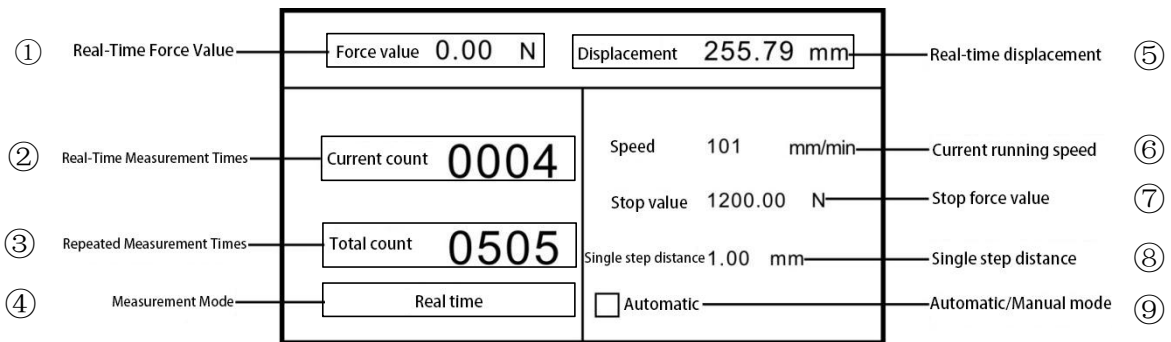 ① Real-Time Force Value Force value 0.00 N Displacement 255.79 mm Real-time displacement ⑤
② Real-Time Measurement Times Current count 0004 Speed 101 mm/min Current running speed ⑥
Stop value 1200.00 N Stop force value ⑦
③ Repeated Measurement Times Total count 0505 Single step distance 1.00 mm Single step distance ⑧
④ Measurement Mode Real time Automatic Automatic/Manual mode ⑨